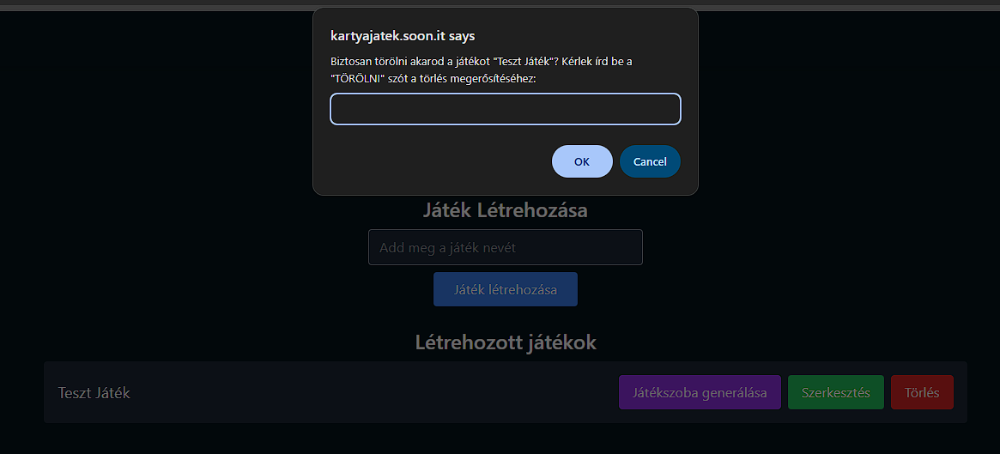 kartyajatek.soon.it says
Biztosan törölni akarod a játékot "Teszt Játék"? Kérlek írd be a
"TÖRÖLNI" szót a törlés megerősítéséhez:
OK Cancel
Játék Létrehozása
Add meg a játék nevét
Játék létrehozása
Létrehozott játékok
Teszt Játék Játékszoba generálása Szerkesztés Törlés